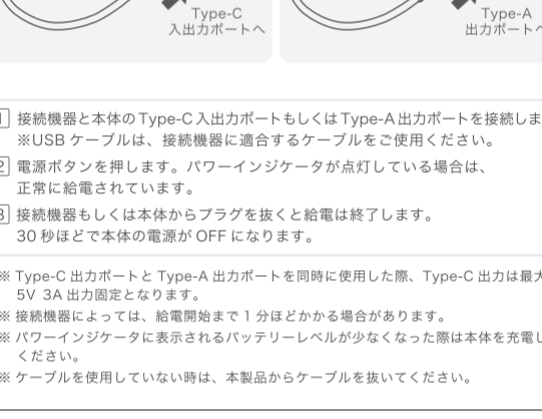 Type-C
入出力ポートへ
Type-A
出力ポートへ
1 接続機器と本体のType-C入出力ポートもしくはType-A出力ポートを接続しま
※USB ケーブルは、接続機器に適合するケーブルをご使用ください。
2 電源ボタンを押します。パワーインジケータが点灯している場合は、
正常に給電されています。
3 接続機器もしくは本体からプラグを抜くと給電は終了します。
30 秒ほどで本体の電源が OFF になります。
※ Type-C 出力ポートと Type-A 出力ポートを同時に使用した際、Type-C 出力は最大
5V 3A 出力固定となります。
※ 接続機器によっては、給電開始まで 1 分ほどかかる場合があります。
※ パワーインジケータに表示されるバッテリーレベルが少なくなった際は本体を充電し
ください。
※ ケーブルを使用していない時は、本製品からケーブルを抜いてください。